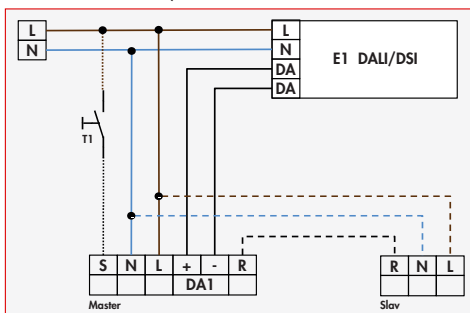 L
N
L
N
DA
DA
E1 DALI/DSI
T1
S N L + - R
DA1
R N L
Master
Slav